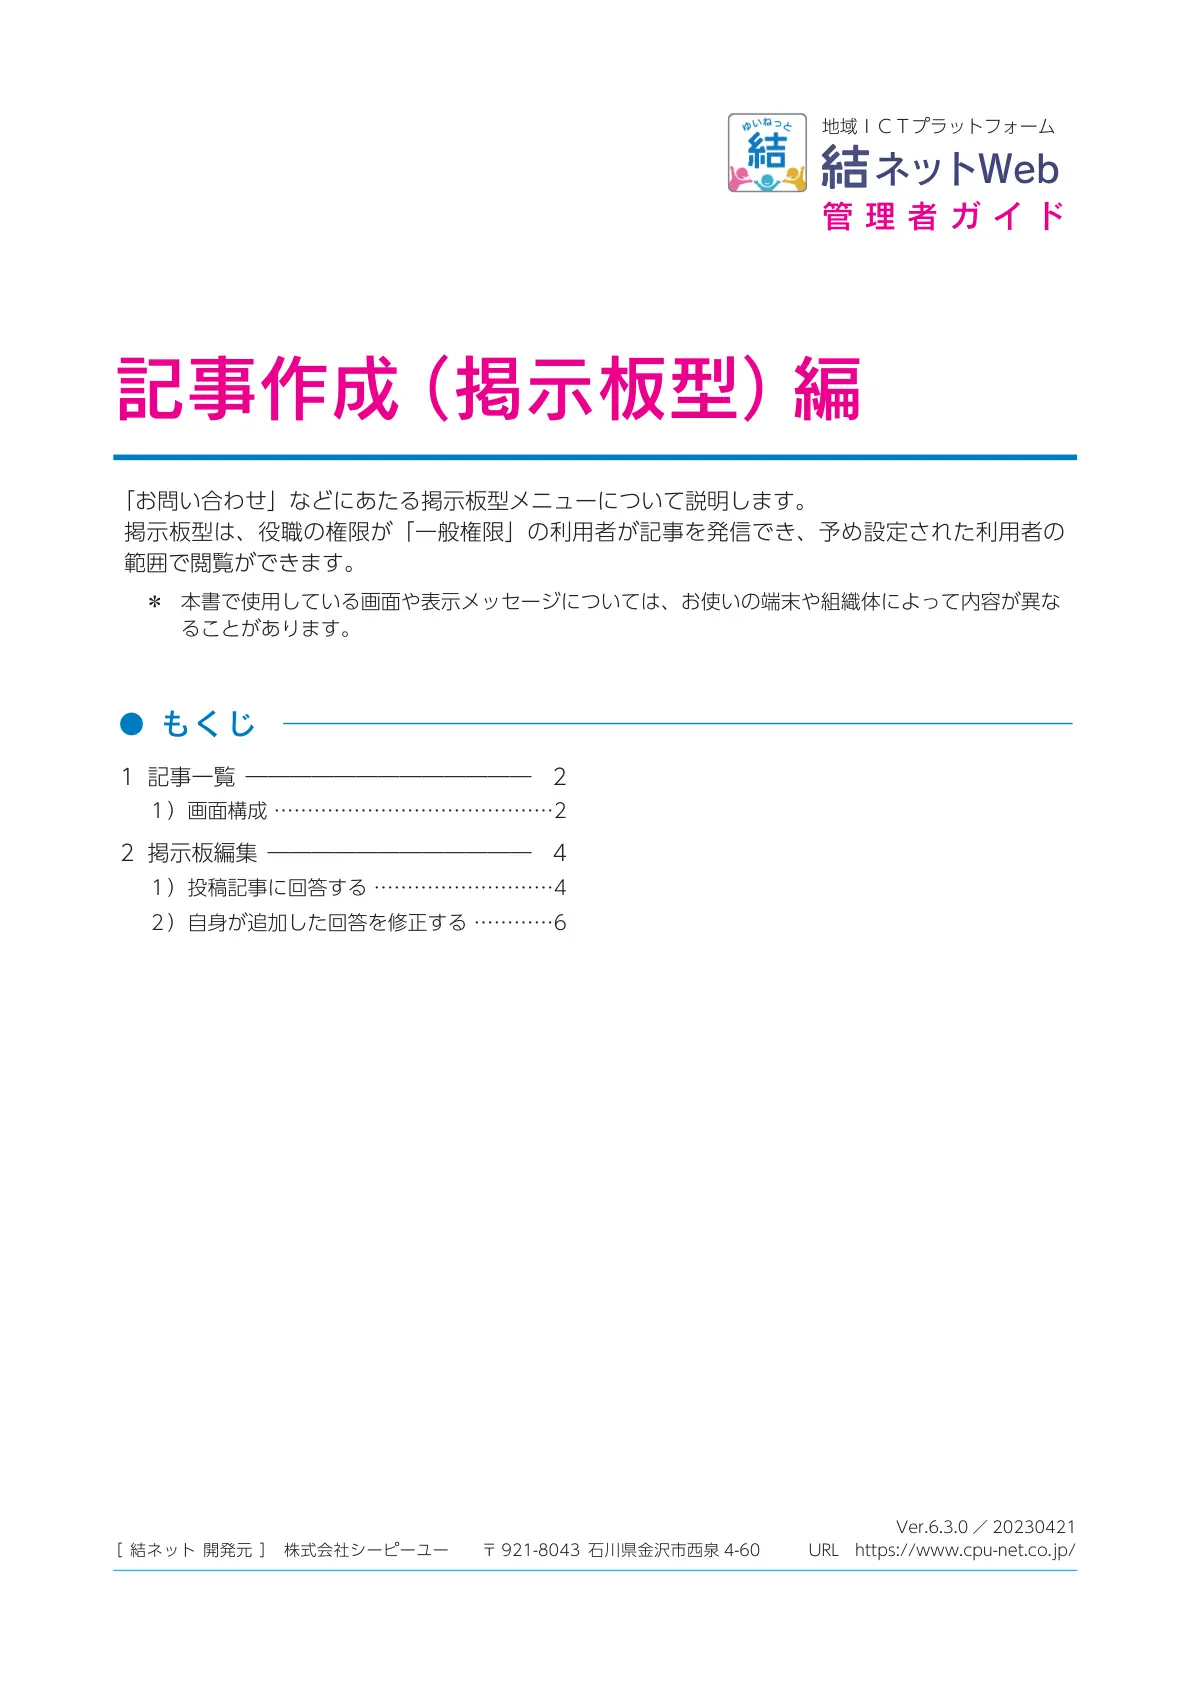 ゆいねっと
結
地域ＩＣＴプラットフォーム
結ネットWeb
管理者ガイド
記事作成（掲示板型）編
「お問い合わせ」などにあたる掲示板型メニューについて説明します。
掲示板型は、役職の権限が「一般権限」の利用者が記事を発信でき、予め設定された利用者の
範囲で閲覧ができます。
＊ 本書で使用している画面や表示メッセージについては、お使いの端末や組織体によって内容が異な
ることがあります。
● もくじ
1 記事一覧 ――――――――――――― 2
1）画面構成 ……………………………………2
2 掲示板編集 ―――――――――――― 4
1）投稿記事に回答する ………………………4
2）自身が追加した回答を修正する …………6
Ver.6.3.0 ／ 20230421
［ 結ネット 開発元 ］ 株式会社シーピーユー 〒 921-8043 石川県金沢市西泉 4-60 URL https://www.cpu-net.co.jp/